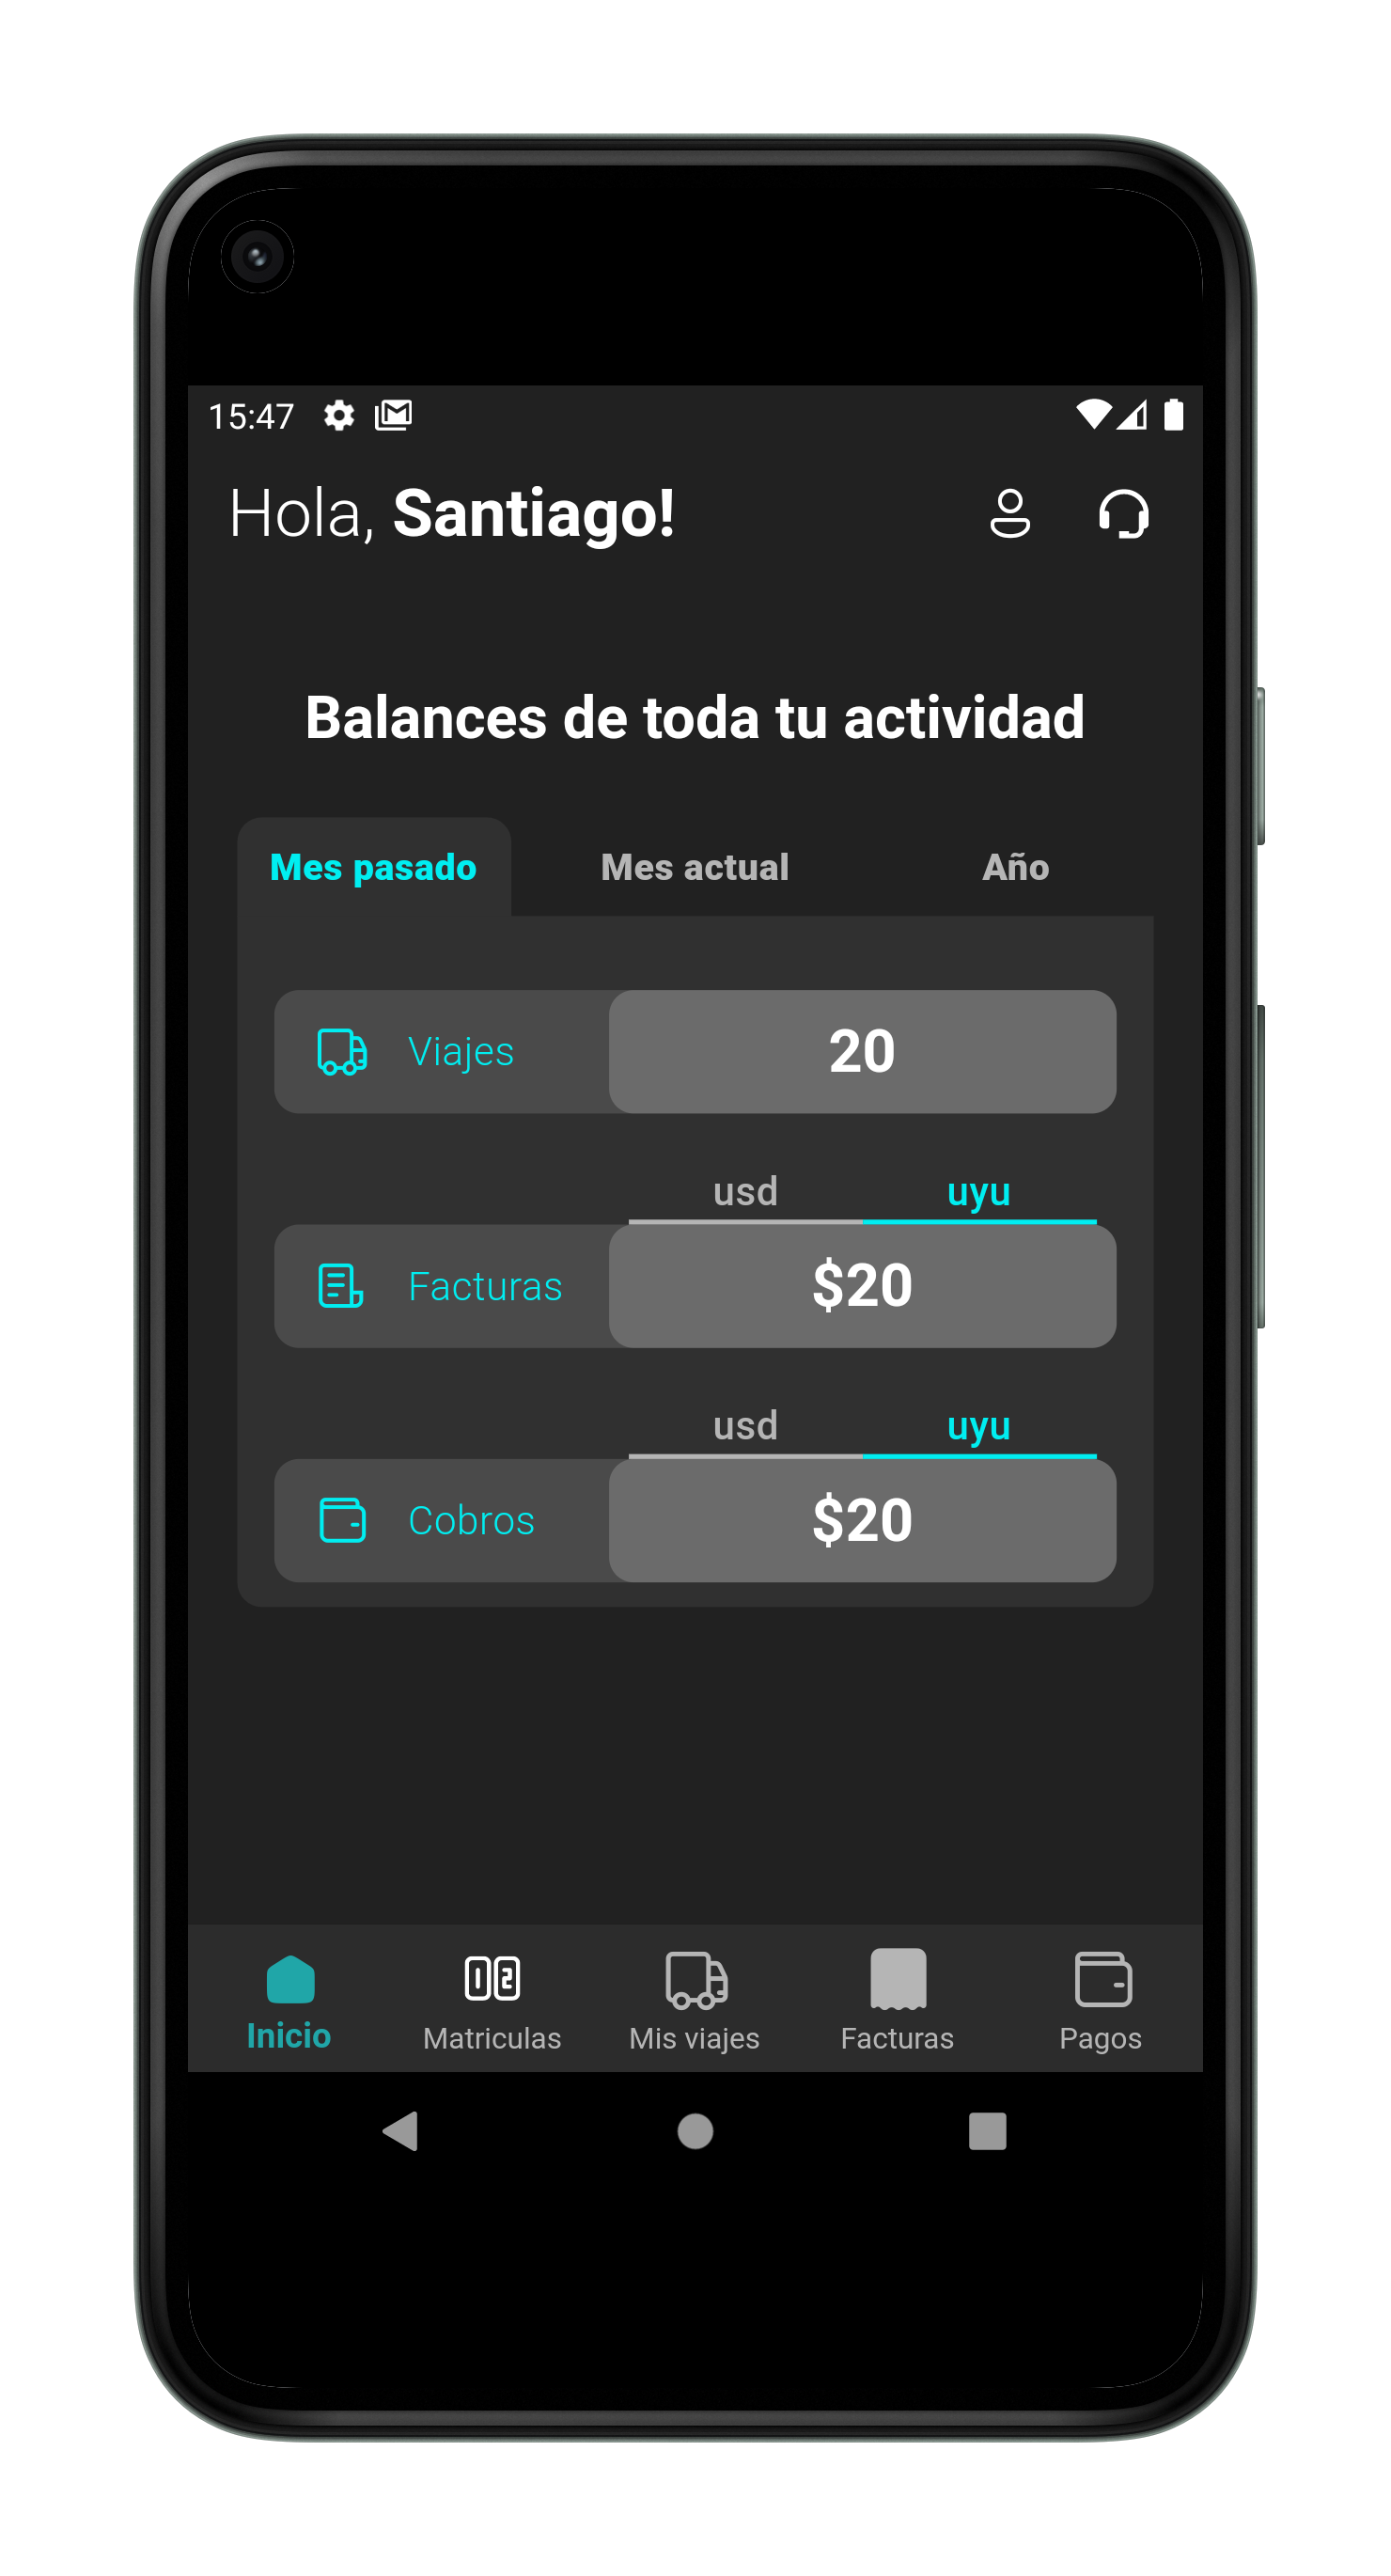 15:47
Hola, Santiago!
Balances de toda tu actividad
Mes pasado Mes actual Año
Viajes 20
usd uyu
Facturas $20
usd uyu
Cobros $20
Inicio Matriculas Mis viajes Facturas Pagos